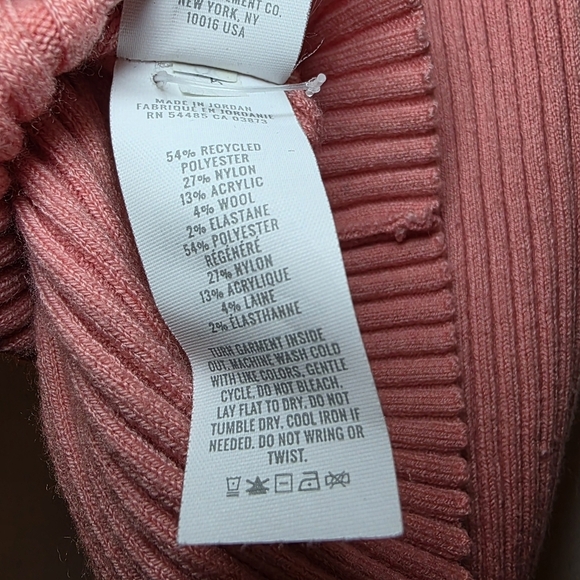 NEW YORK, NY
10016 USA
MADE IN JORDAN
FABRIQUÉ EN JORDANIE
RN 54485 CA 03873
54% RECYCLED
POLYESTER
27% NYLON
13% ACRYLIC
4% WOOL
2% ELASTANE
54% POLYESTER
RÉGÉNÉRÉ
27% NYLON
13% ACRYLIQUE
4% LAINE
2% ÉLASTHANNE
TURN GARMENT INSIDE
OUT. MACHINE WASH COLD
WITH LIKE COLORS, GENTLE
CYCLE. DO NOT BLEACH.
LAY FLAT TO DRY. DO NOT
TUMBLE DRY. COOL IRON IF
NEEDED. DO NOT WRING OR
TWIST.